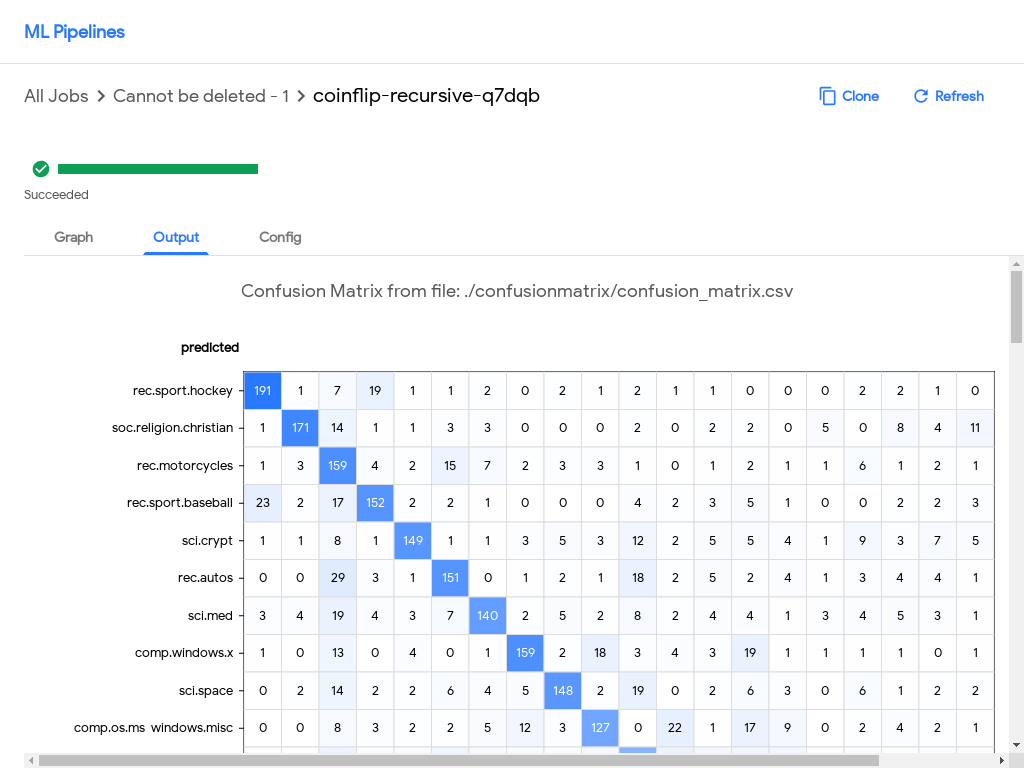 ML Pipelines
All Jobs > Cannot be deleted - 1 > coinflip-recursive-q7dqb Clone Refresh
Succeeded
Graph Output Config
Confusion Matrix from file: ./confusionmatrix/confusion_matrix.csv
predicted
rec.sport.hockey 191 1 7 19 1 1 2 0 2 1 2 1 1 0 0 0 2 2 1 0
soc.religion.christian 1 171 14 1 1 3 3 0 0 0 2 0 2 2 0 5 0 8 4 11
rec.motorcycles 1 3 159 4 2 15 7 2 3 3 1 0 1 2 1 1 6 1 2 1
rec.sport.baseball 23 2 17 152 2 2 1 0 0 0 4 2 3 5 1 0 0 2 2 3
sci.crypt 1 1 8 1 149 1 1 3 5 3 12 2 5 5 4 1 9 3 7 5
rec.autos 0 0 29 3 1 151 0 1 2 1 18 2 5 2 4 1 3 4 4 1
sci.med 3 4 19 4 3 7 140 2 5 2 8 2 4 4 1 3 4 5 3 1
comp.windows.x 1 0 13 0 4 0 1 159 2 18 3 4 3 19 1 1 1 1 0 1
sci.space 0 2 14 2 2 6 4 5 148 2 19 0 2 6 3 0 6 1 2 2
comp.os.ms windows.misc 0 0 8 3 2 2 5 12 3 127 0 22 1 17 9 0 2 4 2 1